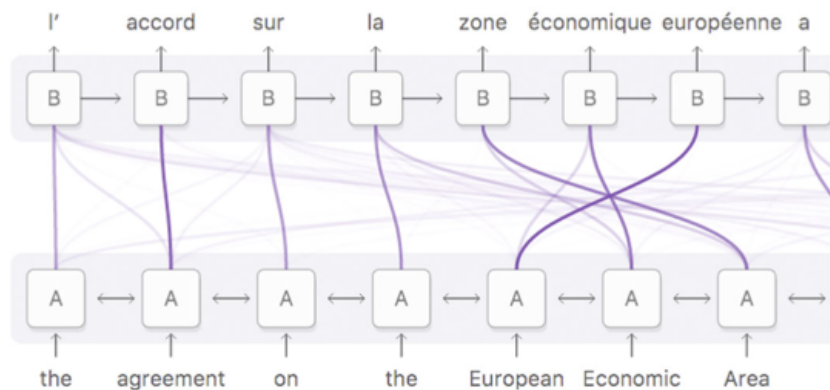 l' accord sur la zone économique européenne a
B B B B B B B B
A A A A A A A
the agreement on the European Economic Area